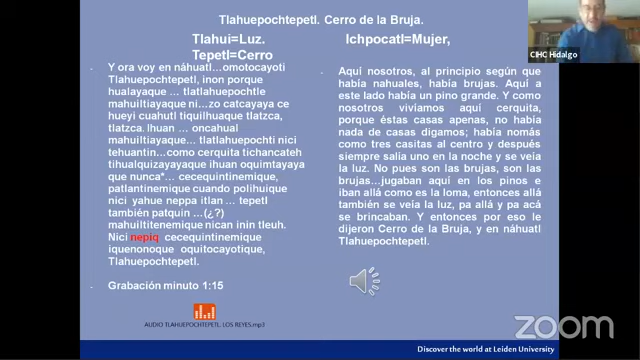 Tlahuepochtepetl. Cerro de la Bruja.
Tlahui=Luz.
Ichpocatl=Mujer,
Tepetl=Cerro
- Y ora voy en náhuatl…omotocayoti
Tlahuepochtepetl, inon porque
hualayaque … tlatlahuepochtle
mahuiltiayaque ni…zo catcayaya ce
hueyi cuahutl tiquilhuaque tlatzca,
tlatzca. Ihuan … oncahual
mahuiltiayaque… tlatlahuepochti nici
tehuantin…como cerquita tichancateh
tihualquizayayaque ihuan oquimtayaya
que nunca*… cecequintinemique,
patlantinemique cuando polihuique
nici yahue neppa itlan … tepetl
también patquin …(¿?)
mahuiltitenemique nican inin tleuh.
Nici nepiq cecequintinemique
iquenonoque oquitocayotique,
Tlahuepochtepetl.
- Grabación minuto 1:15
AUDIO TLAHUEPOCHTEPETL. LOS REYES.mp3
- Aquí nosotros, al principio según que
había nahuales, había brujas. Aquí a
este lado había un pino grande. Y como
nosotros vivíamos aquí cerquita,
porque éstas casas apenas, no había
nada de casas digamos; había nomás
como tres casitas al centro y después
siempre salía uno en la noche y se veía
la luz. No pues son las brujas, son las
brujas…jugaban aquí en los pinos e
iban allá como es la loma, entonces allá
también se veía la luz, pa allá y pa acá
se brincaban. Y entonces por eso le
dijeron Cerro de la Bruja, y en náhuatl
Tlahuepochtepetl.
CIHC Hidalgo
zoom
Discover the world at Leiden University